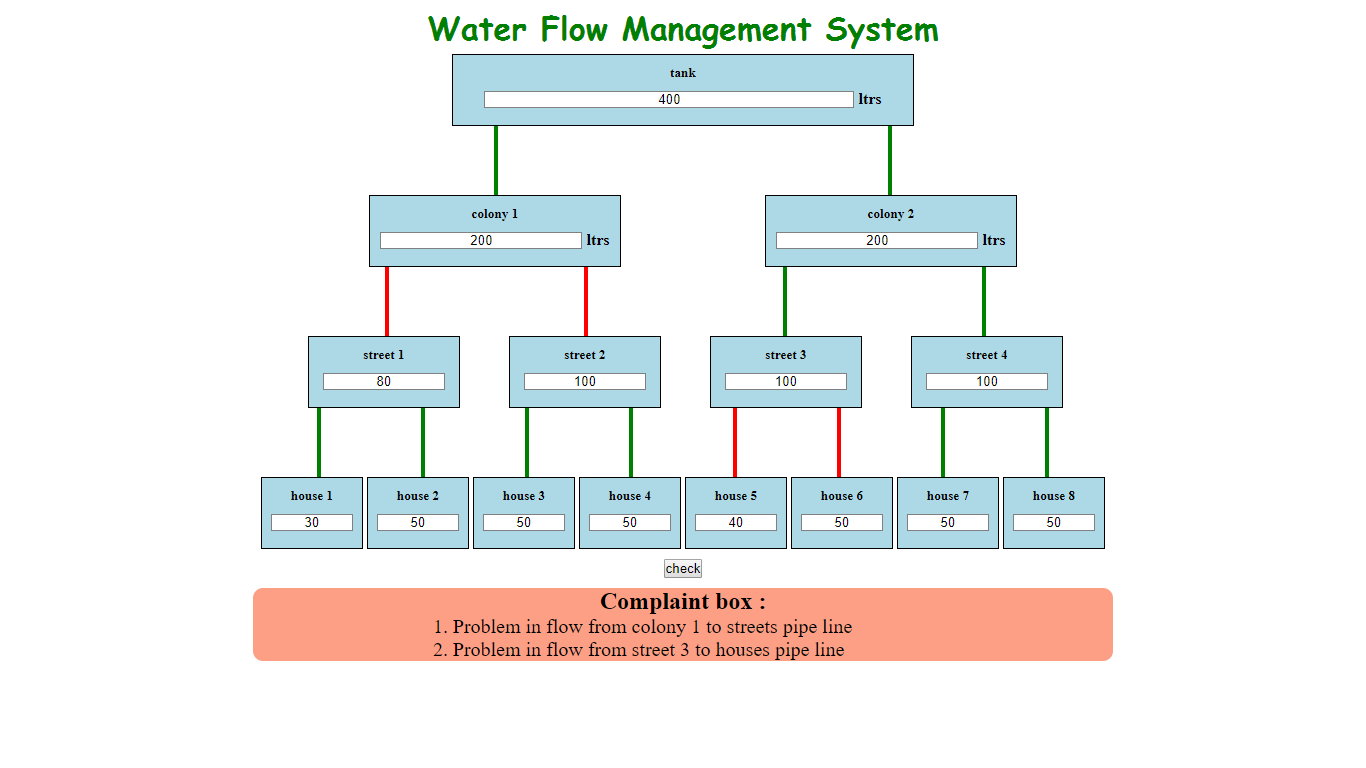 Water Flow Management System
tank
400 ltrs
colony 1
200 ltrs
colony 2
200 ltrs
street 1
80
street 2
100
street 3
100
street 4
100
house 1
30
house 2
50
house 3
50
house 4
50
house 5
40
house 6
50
house 7
50
house 8
50
check
Complaint box :
1. Problem in flow from colony 1 to streets pipe line
2. Problem in flow from street 3 to houses pipe line